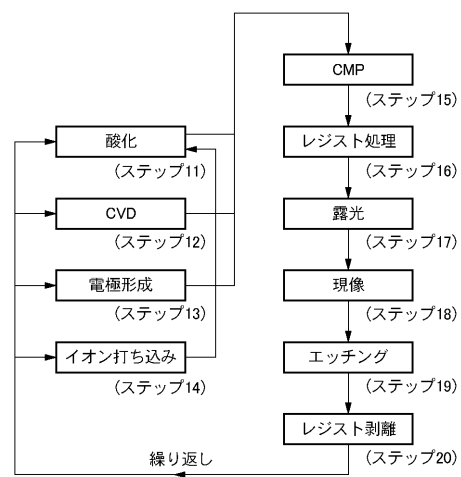 酸化
(ステップ11)
CVD
(ステップ12)
電極形成
(ステップ13)
イオン打ち込み
(ステップ14)
CMP
(ステップ15)
レジスト処理
(ステップ16)
露光
(ステップ17)
現像
(ステップ18)
エッチング
(ステップ19)
レジスト剥離
(ステップ20)
繰り返し